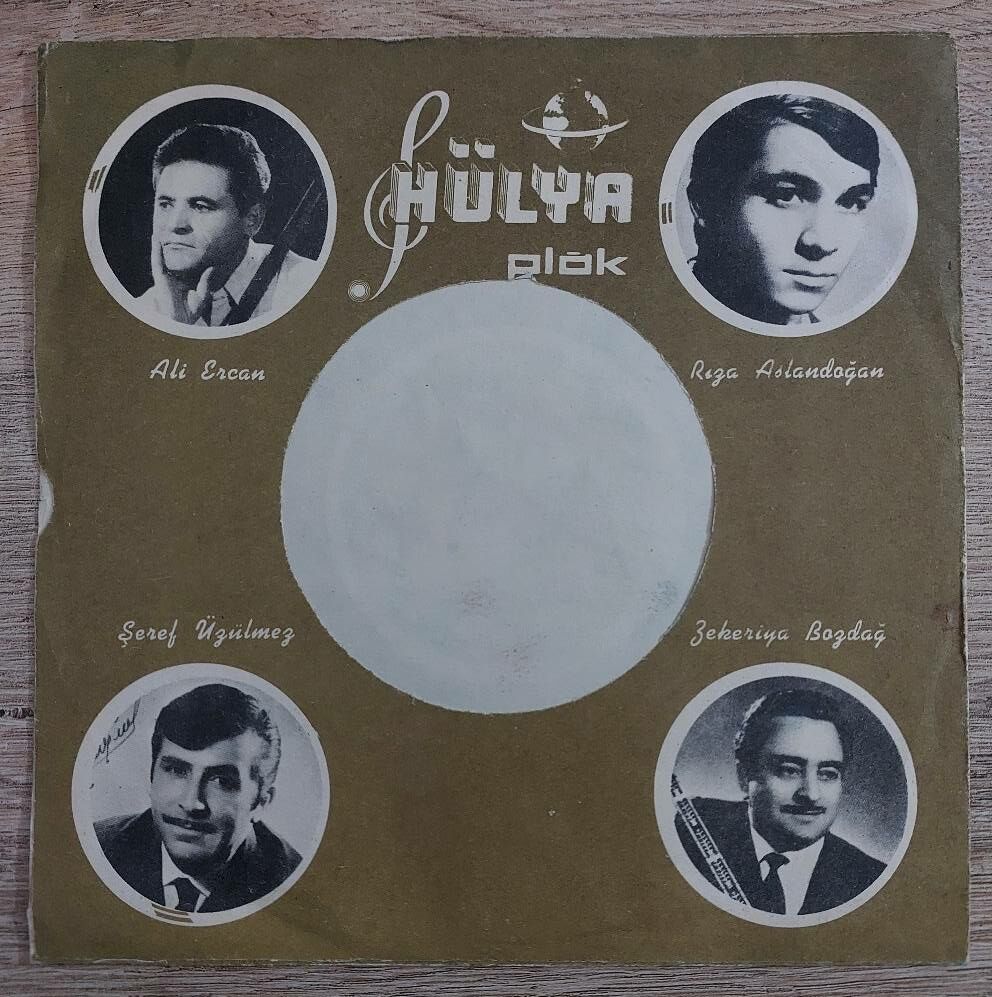 HÜLYA
plâk
Ali Ercan
Rıza Aslandoğan
Şeref Üzülmez
Zekeriya Bozdağ